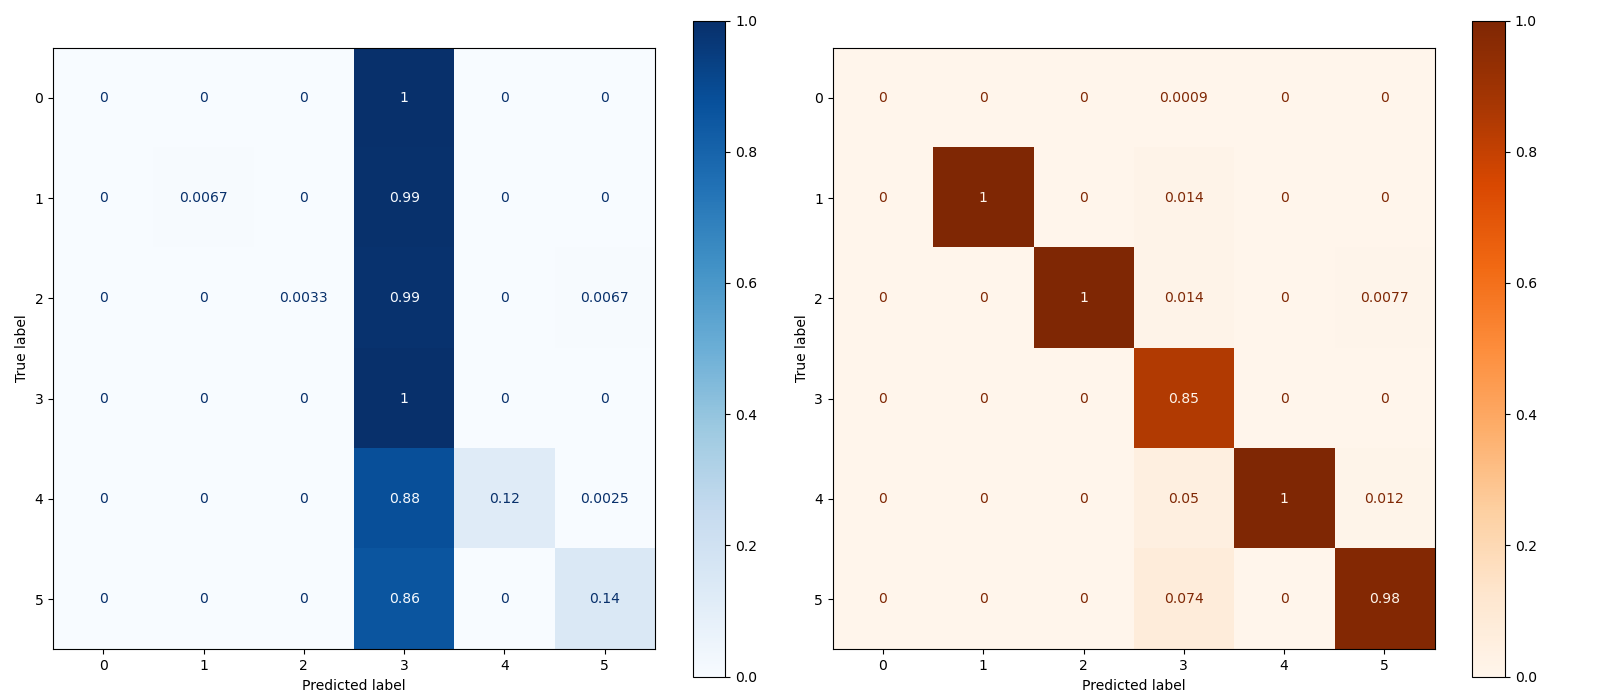 1.0
0.8
0.6
0.4
0.2
0.0
True label
0 0 0 0 1 0 0
1 0 0.0067 0 0.99 0 0
2 0 0 0.0033 0.99 0 0.0067
3 0 0 0 1 0 0
4 0 0 0 0.88 0.12 0.0025
5 0 0 0 0.86 0 0.14
0 1 2 3 4 5
Predicted label
1.0
0.8
0.6
0.4
0.2
0.0
True label
0 0 0 0 0.0009 0 0
1 0 1 0 0.014 0 0
2 0 0 1 0.014 0 0.0077
3 0 0 0 0.85 0 0
4 0 0 0 0.05 1 0.012
5 0 0 0 0.074 0 0.98
0 1 2 3 4 5
Predicted label